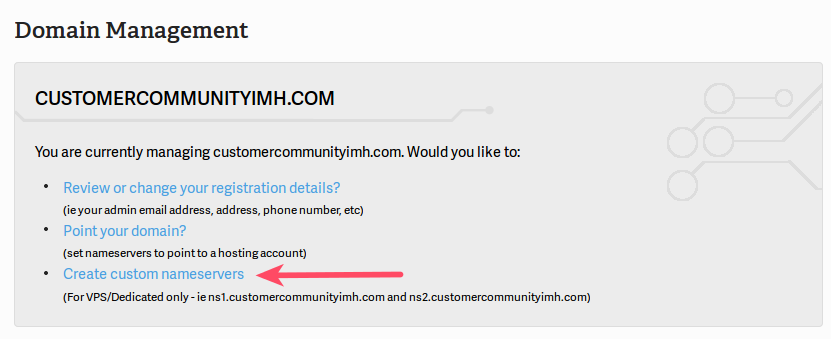 Domain Management
CUSTOMERCOMMUNITYIMH.COM
You are currently managing customercommunityimh.com. Would you like to:
• Review or change your registration details?
(ie your admin email address, address, phone number, etc)
• Point your domain?
(set nameservers to point to a hosting account)
• Create custom nameservers
(For VPS/Dedicated only - ie ns1.customercommunityimh.com and ns2.customercommunityimh.com)